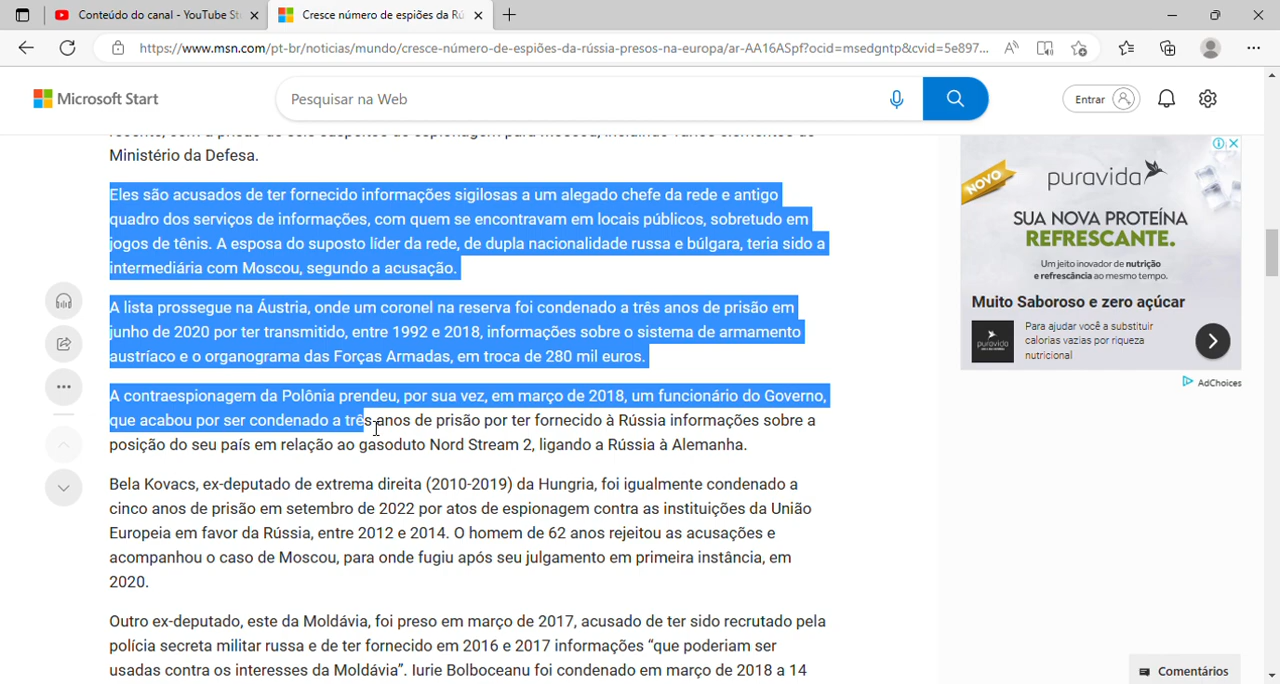 Conteúdo do canal - YouTube St
Cresce número de espiões da Rú
https://www.msn.com/pt-br/noticias/mundo/cresce-número-de-espiões-da-rússia-presos-na-europa/ar-AA16ASpf?ocid=msedgntp&cvid=5e897...
Microsoft Start
Pesquisar na Web
Entrar
Ministério da Defesa.
Eles são acusados de ter fornecido informações sigilosas a um alegado chefe da rede e antigo
quadro dos serviços de informações, com quem se encontravam em locais públicos, sobretudo em
jogos de tênis. A esposa do suposto líder da rede, de dupla nacionalidade russa e búlgara, teria sido a
intermediária com Moscou, segundo a acusação.
A lista prossegue na Áustria, onde um coronel na reserva foi condenado a três anos de prisão em
junho de 2020 por ter transmitido, entre 1992 e 2018, informações sobre o sistema de armamento
austríaco e o organograma das Forças Armadas, em troca de 280 mil euros.
A contraespionagem da Polônia prendeu, por sua vez, em março de 2018, um funcionário do Governo,
que acabou por ser condenado a três anos de prisão por ter fornecido à Rússia informações sobre a
posição do seu país em relação ao gasoduto Nord Stream 2, ligando a Rússia à Alemanha.
Bela Kovacs, ex-deputado de extrema direita (2010-2019) da Hungria, foi igualmente condenado a
cinco anos de prisão em setembro de 2022 por atos de espionagem contra as instituições da União
Europeia em favor da Rússia, entre 2012 e 2014. O homem de 62 anos rejeitou as acusações e
acompanhou o caso de Moscou, para onde fugiu após seu julgamento em primeira instância, em
2020.
Outro ex-deputado, este da Moldávia, foi preso em março de 2017, acusado de ter sido recrutado pela
polícia secreta militar russa e de ter fornecido em 2016 e 2017 informações “que poderiam ser
usadas contra os interesses da Moldávia”. Iurie Bolboceanu foi condenado em março de 2018 a 14
NOVO
puravida
SUA NOVA PROTEÍNA
REFRESCANTE.
Um jeito inovador de nutrição
e refrescância ao mesmo tempo.
Muito Saboroso e zero açúcar
puravida
Para ajudar você a substituir
calorias vazias por riqueza
nutricional
AdChoices
Comentários